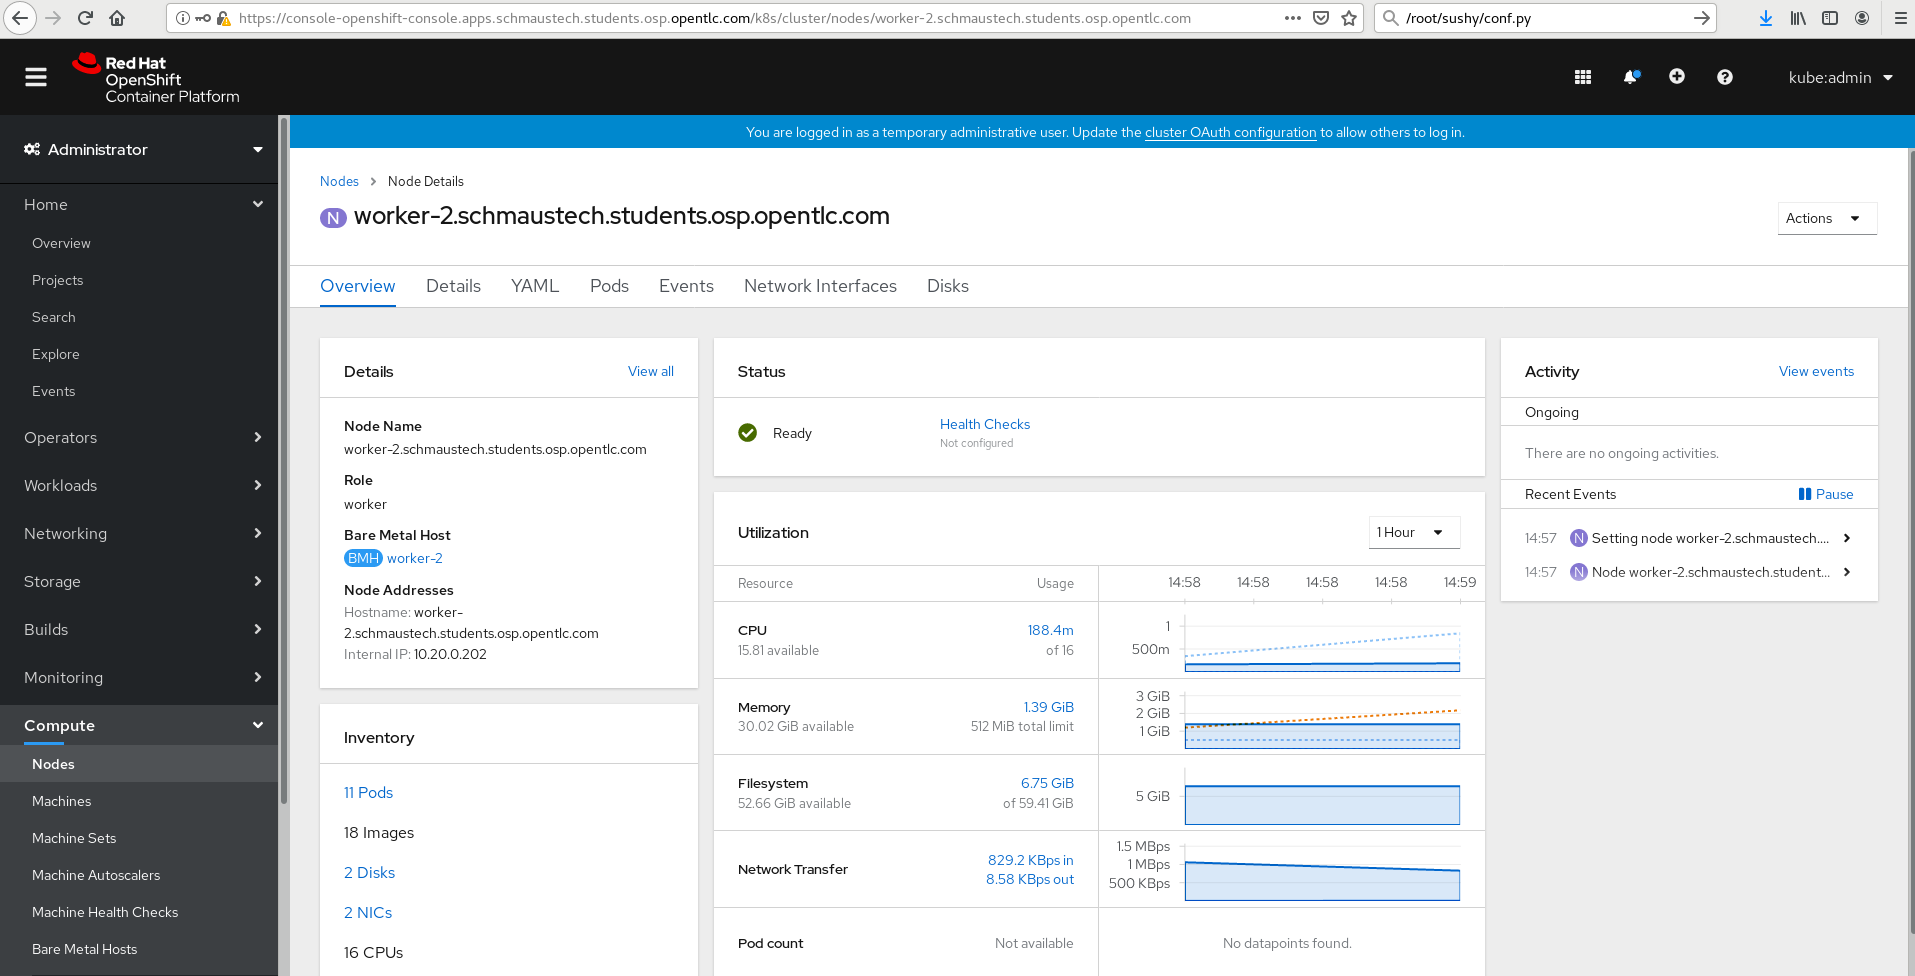 https://console-openshift-console.apps.schmaustech.students.osp.opentlc.com/k8s/cluster/nodes/worker-2.schmaustech.students.osp.opentlc.com
/root/sushy/conf.py
Red Hat
OpenShift
Container Platform
kube:admin
You are logged in as a temporary administrative user. Update the cluster OAuth configuration to allow others to log in.
Administrator
Home
Overview
Projects
Search
Explore
Events
Operators
Workloads
Networking
Storage
Builds
Monitoring
Compute
Nodes
Machines
Machine Sets
Machine Autoscalers
Machine Health Checks
Bare Metal Hosts
Nodes > Node Details
N worker-2.schmaustech.students.osp.opentlc.com
Actions
Overview Details YAML Pods Events Network Interfaces Disks
Details View all
Node Name
worker-2.schmaustech.students.osp.opentlc.com
Role
worker
Bare Metal Host
BMH worker-2
Node Addresses
Hostname: worker-
2.schmaustech.students.osp.opentlc.com
Internal IP: 10.20.0.202
Inventory
11 Pods
18 Images
2 Disks
2 NICs
16 CPUs
Status
Ready
Health Checks
Not configured
Utilization
1 Hour
Resource Usage
14:58 14:58 14:58 14:58 14:59
CPU 188.4m
15.81 available of 16
1
500m
Memory 1.39 GiB
30.02 GiB available 512 MiB total limit
3 GiB
2 GiB
1 GiB
Filesystem 6.75 GiB
52.66 GiB available of 59.41 GiB
5 GiB
Network Transfer
829.2 KBps in
8.58 KBps out
1.5 MBps
1 MBps
500 KBps
Pod count Not available
No datapoints found.
Activity View events
Ongoing
There are no ongoing activities.
Recent Events Pause
14:57 N Setting node worker-2.schmaustech....
14:57 N Node worker-2.schmaustech.student...